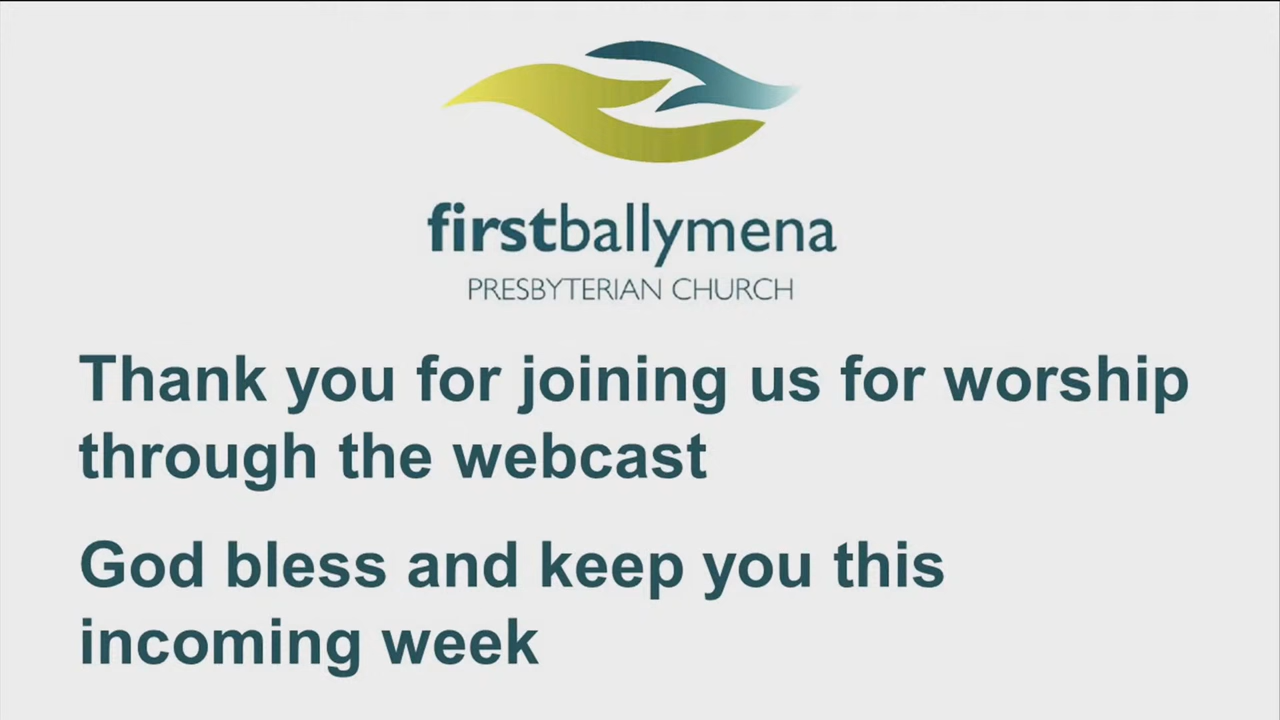 firstballymena
PRESBYTERIAN CHURCH
Thank you for joining us for worship
through the webcast
God bless and keep you this
incoming week